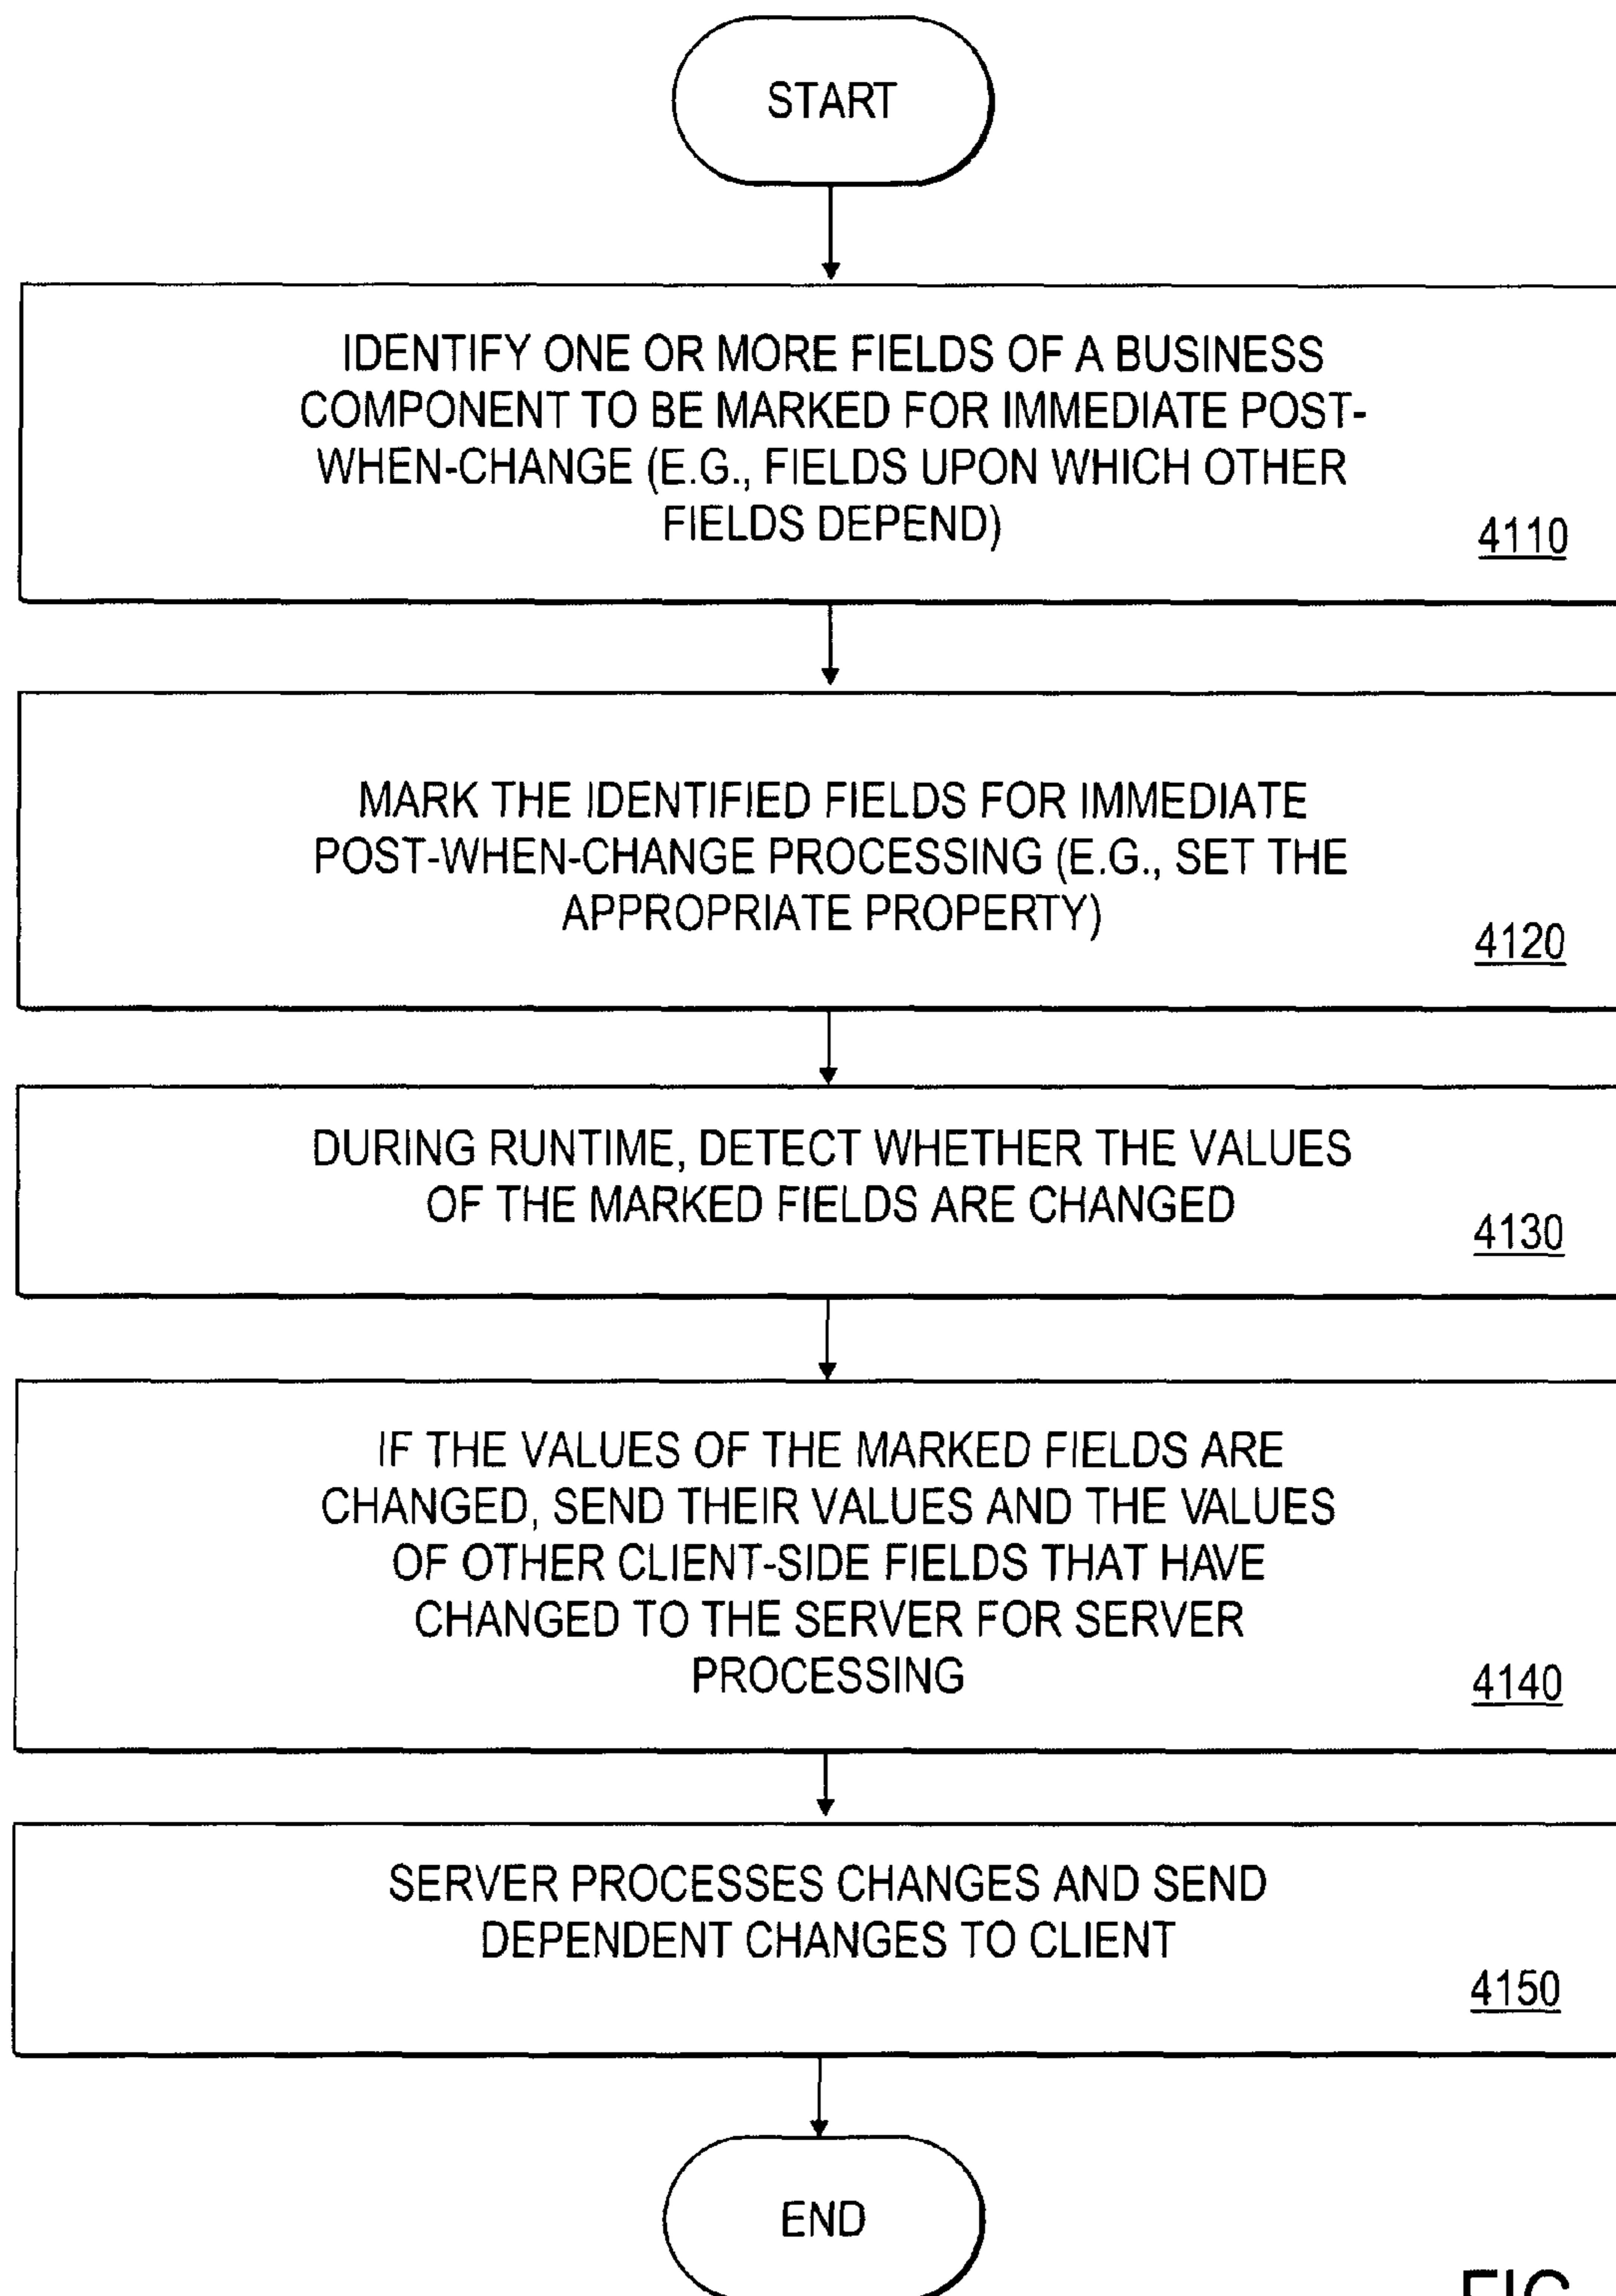 START
IDENTIFY ONE OR MORE FIELDS OF A BUSINESS
COMPONENT TO BE MARKED FOR IMMEDIATE POST-
WHEN-CHANGE (E.G., FIELDS UPON WHICH OTHER
FIELDS DEPEND)
4110
MARK THE IDENTIFIED FIELDS FOR IMMEDIATE
POST-WHEN-CHANGE PROCESSING (E.G., SET THE
APPROPRIATE PROPERTY)
4120
DURING RUNTIME, DETECT WHETHER THE VALUES
OF THE MARKED FIELDS ARE CHANGED
4130
IF THE VALUES OF THE MARKED FIELDS ARE
CHANGED, SEND THEIR VALUES AND THE VALUES
OF OTHER CLIENT-SIDE FIELDS THAT HAVE
CHANGED TO THE SERVER FOR SERVER
PROCESSING
4140
SERVER PROCESSES CHANGES AND SEND
DEPENDENT CHANGES TO CLIENT
4150
END
FIG